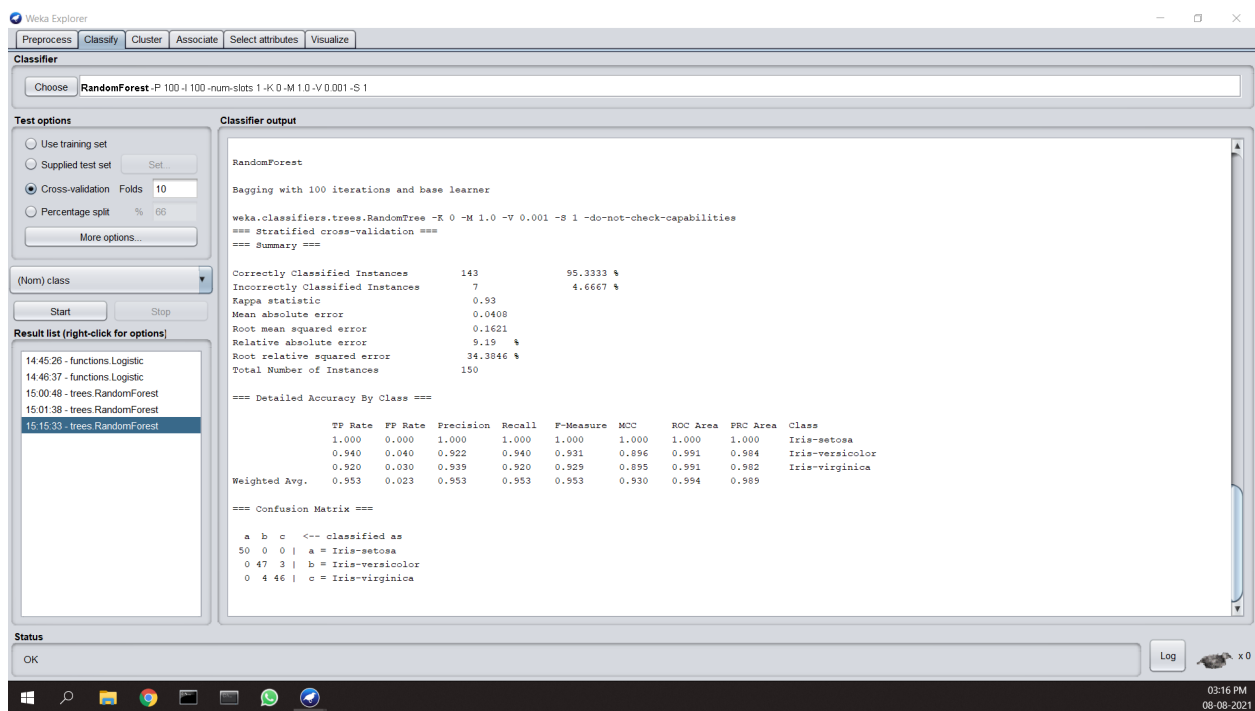 Weka Explorer
Preprocess Classify Cluster Associate Select attributes Visualize
Classifier
Choose RandomForest -P 100 -I 100 -num-slots 1 -K 0 -M 1.0 -V 0.001 -S 1
Test options
Use training set
Supplied test set Set...
Cross-validation Folds 10
Percentage split % 66
More options...
(Nom) class
Start Stop
Result list (right-click for options)
14:45:26 - functions.Logistic
14:46:37 - functions.Logistic
15:00:48 - trees.RandomForest
15:01:38 - trees.RandomForest
15:15:33 - trees.RandomForest
Classifier output
RandomForest
Bagging with 100 iterations and base learner
weka.classifiers.trees.RandomTree -K 0 -M 1.0 -V 0.001 -S 1 -do-not-check-capabilities
=== Stratified cross-validation ===
=== Summary ===
Correctly Classified Instances 143 95.3333 %
Incorrectly Classified Instances 7 4.6667 %
Kappa statistic 0.93
Mean absolute error 0.0408
Root mean squared error 0.1621
Relative absolute error 9.19 %
Root relative squared error 34.3846 %
Total Number of Instances 150
=== Detailed Accuracy By Class ===
TP Rate FP Rate Precision Recall F-Measure MCC ROC Area PRC Area Class
1.000 0.000 1.000 1.000 1.000 1.000 1.000 1.000 Iris-setosa
0.940 0.040 0.922 0.940 0.931 0.896 0.991 0.984 Iris-versicolor
0.920 0.030 0.939 0.920 0.929 0.895 0.991 0.982 Iris-virginica
Weighted Avg. 0.953 0.023 0.953 0.953 0.953 0.930 0.994 0.989
=== Confusion Matrix ===
a b c <-- classified as
50 0 0 | a = Iris-setosa
0 47 3 | b = Iris-versicolor
0 4 46 | c = Iris-virginica
Status
OK
Log x 0
03:16 PM
08-08-2021